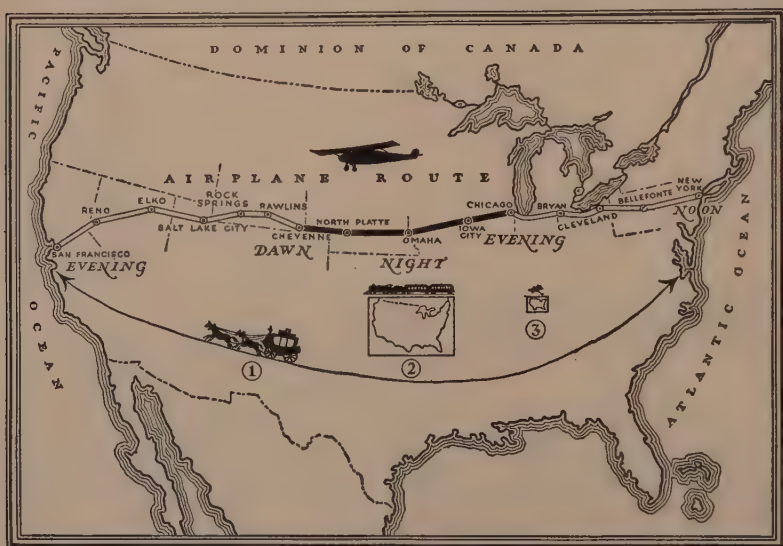 DOMINION OF CANADA
PACIFIC
OCEAN
AIRPLANE ROUTE
SAN FRANCISCO
RENO
ELKO
SALT LAKE CITY
ROCK
SPRINGS
RAWLINS
CHEYENNE
NORTH PLATTE
OMAHA
IOWA
CITY
CHICAGO
BRYAN
CLEVELAND
BELLEFONTE
NEW
YORK
EVENING
DAWN
NIGHT
EVENING
NOON
ATLANTIC OCEAN
1
2
3